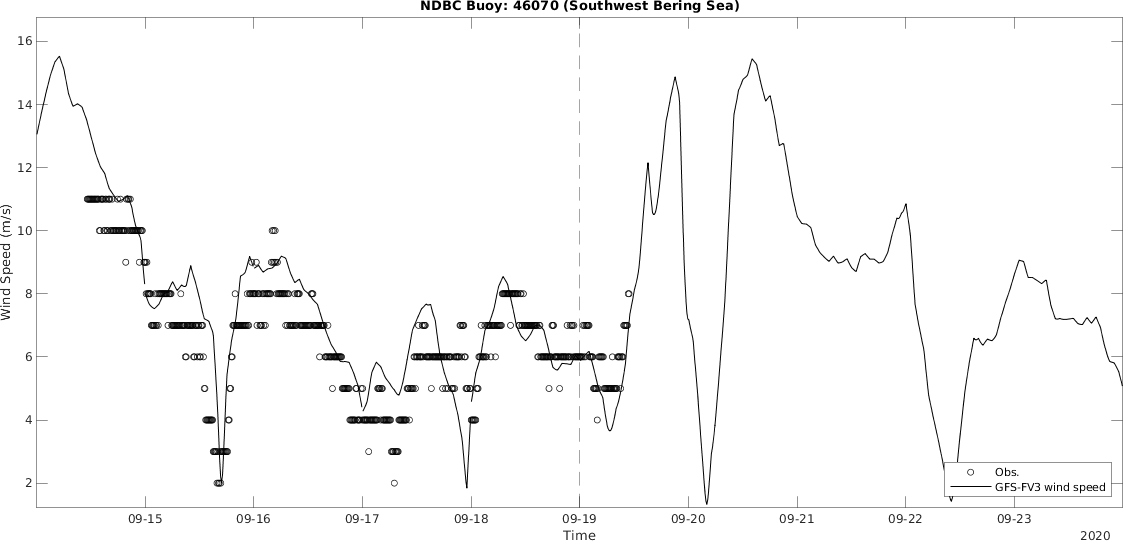 NDBC Buoy: 46070 (Southwest Bering Sea)
16
14
12
10
8
6
4
2
Wind Speed (m/s)
Obs.
GFS-FV3 wind speed
09-15 09-16 09-17 09-18 09-19 09-20 09-21 09-22 09-23
Time
2020